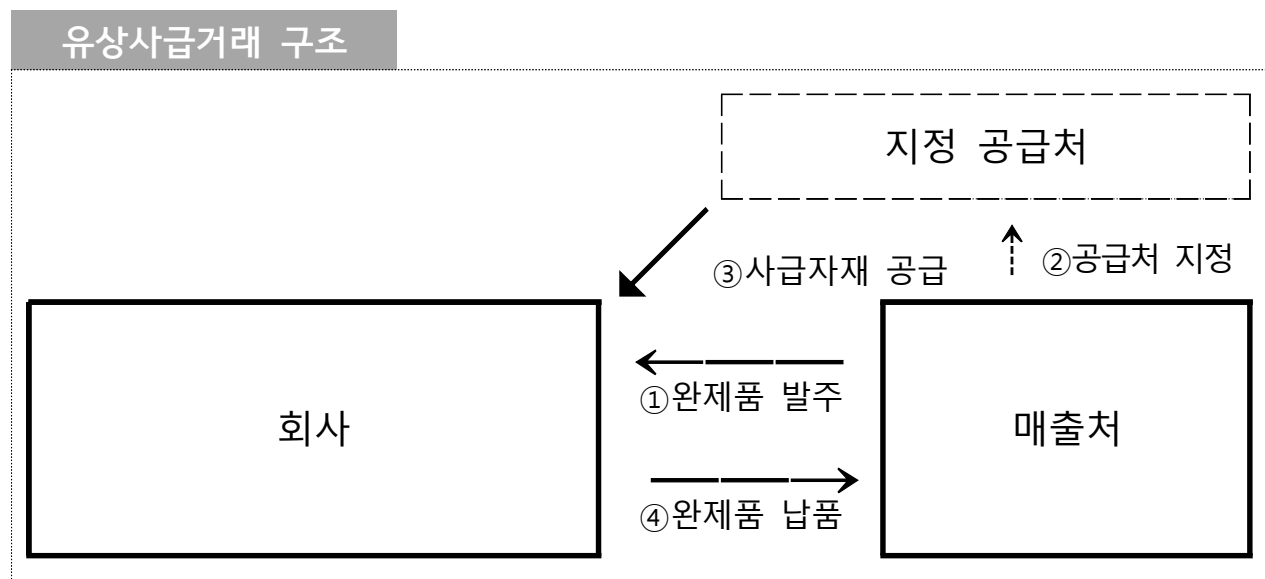 유상사급거래 구조
지정 공급처
③사급자재 공급
②공급처 지정
①완제품 발주
회사
매출처
④완제품 납품